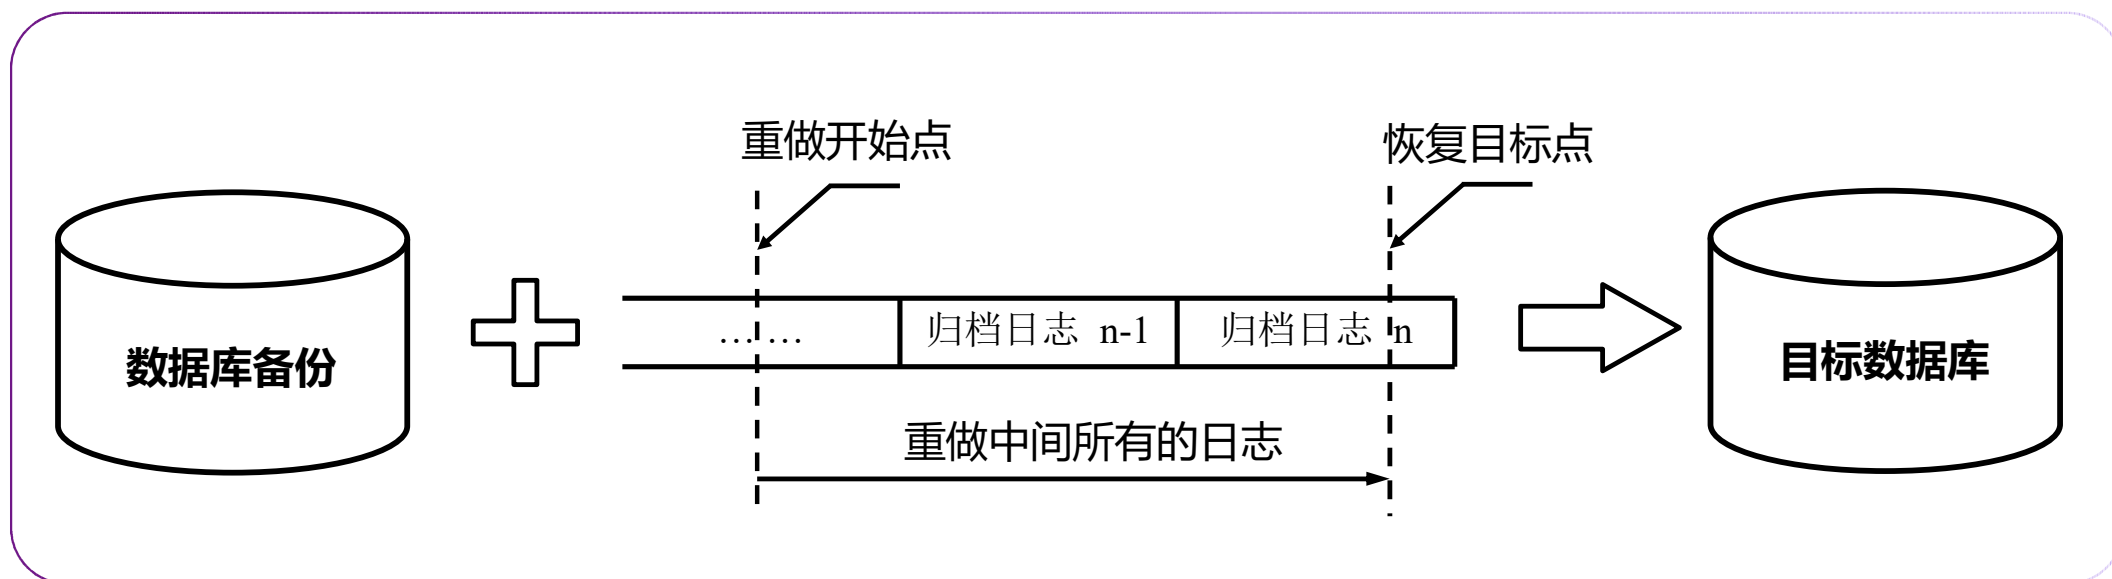 重做开始点
恢复目标点
数据库备份
…… 归档日志 n-1 归档日志 n
目标数据库
重做中间所有的日志